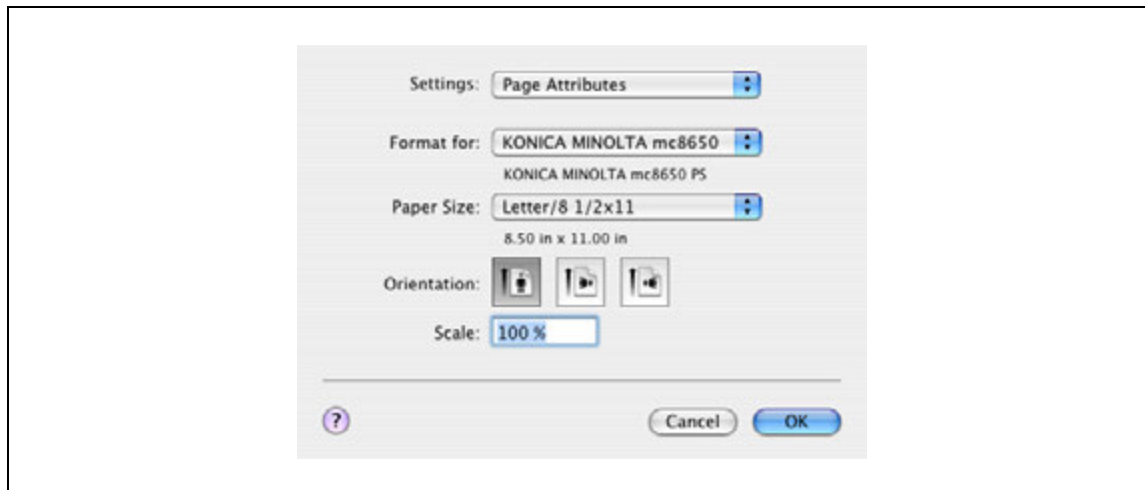 Settings: Page Attributes
Format for: KONICA MINOLTA mc8650
KONICA MINOLTA mc8650 PS
Paper Size: Letter/8 1/2x11
8.50 in x 11.00 in
Orientation:
Scale: 100 %
? Cancel OK